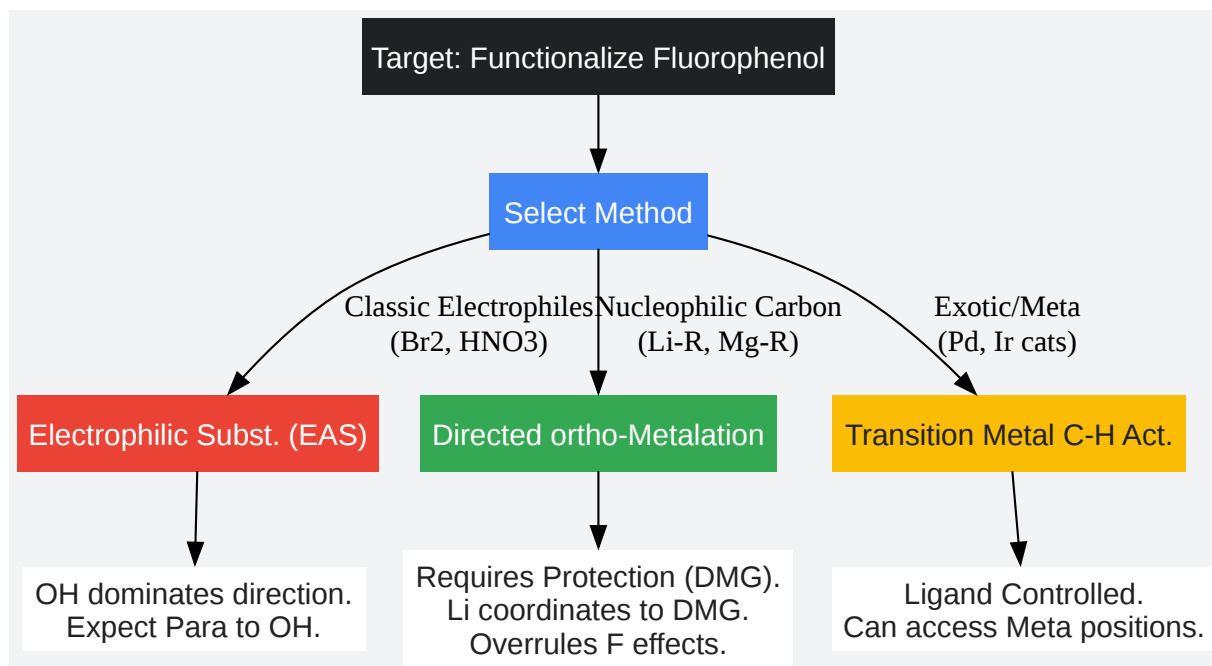 Target: Functionalize Fluorophenol
Select Method
Classic Electrophiles
(Br2, HNO3)
Nucleophilic Carbon
(Li-R, Mg-R)
Exotic/Meta
(Pd, Ir cats)
Electrophilic Subst. (EAS)
Directed ortho-Metalation
Transition Metal C-H Act.
OH dominates direction.
Expect Para to OH.
Requires Protection (DMG).
Li coordinates to DMG.
Overrules F effects.
Ligand Controlled.
Can access Meta positions.